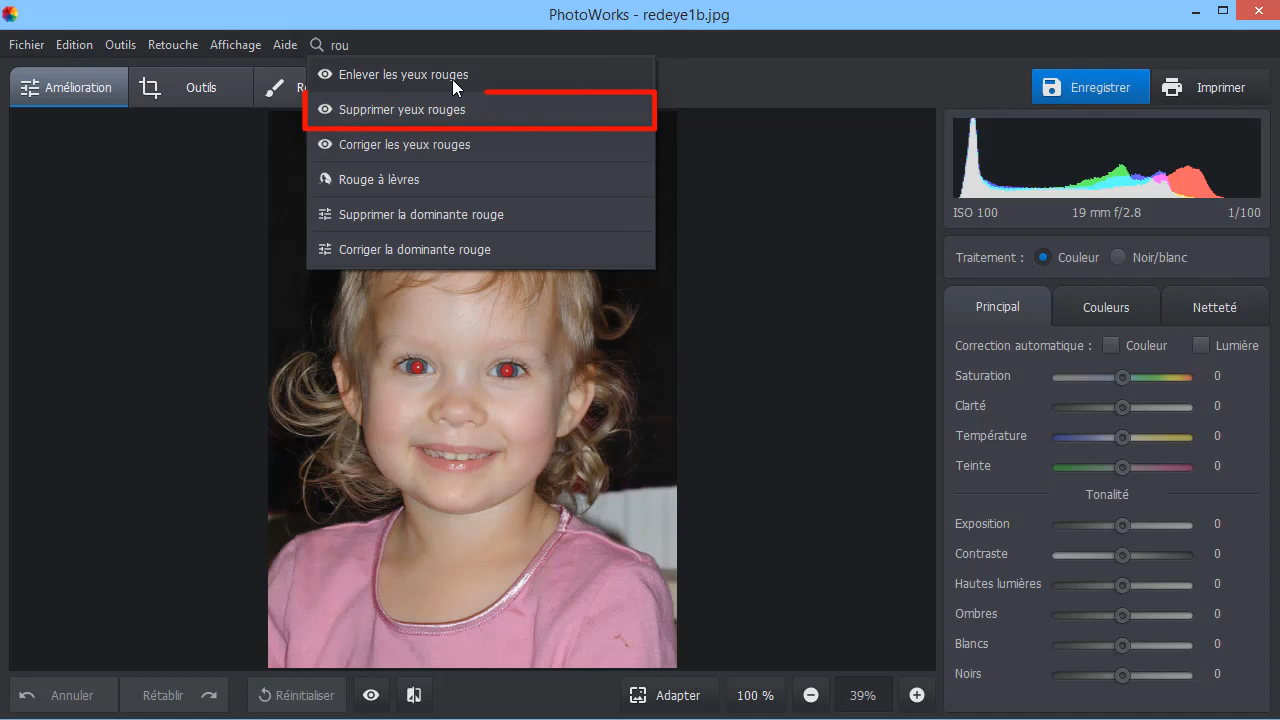 PhotoWorks - redeye1b.jpg
Fichier Edition Outils Retouche Affichage Aide rou
Enlever les yeux rouges
Supprimer yeux rouges
Corriger les yeux rouges
Rouge à lèvres
Supprimer la dominante rouge
Corriger la dominante rouge
Amélioration Outils Enregistrer Imprimer
ISO 100 19 mm f/2.8 1/100
Traitement : Couleur Noir/blanc
Principal Couleurs Netteté
Correction automatique : Couleur Lumière
Saturation 0
Clarté 0
Température 0
Teinte 0
Tonalité
Exposition 0
Contraste 0
Hautes lumières 0
Ombres 0
Blancs 0
Noirs 0
Annuler Rétablir Réinitialiser Adapter 100 % 39%